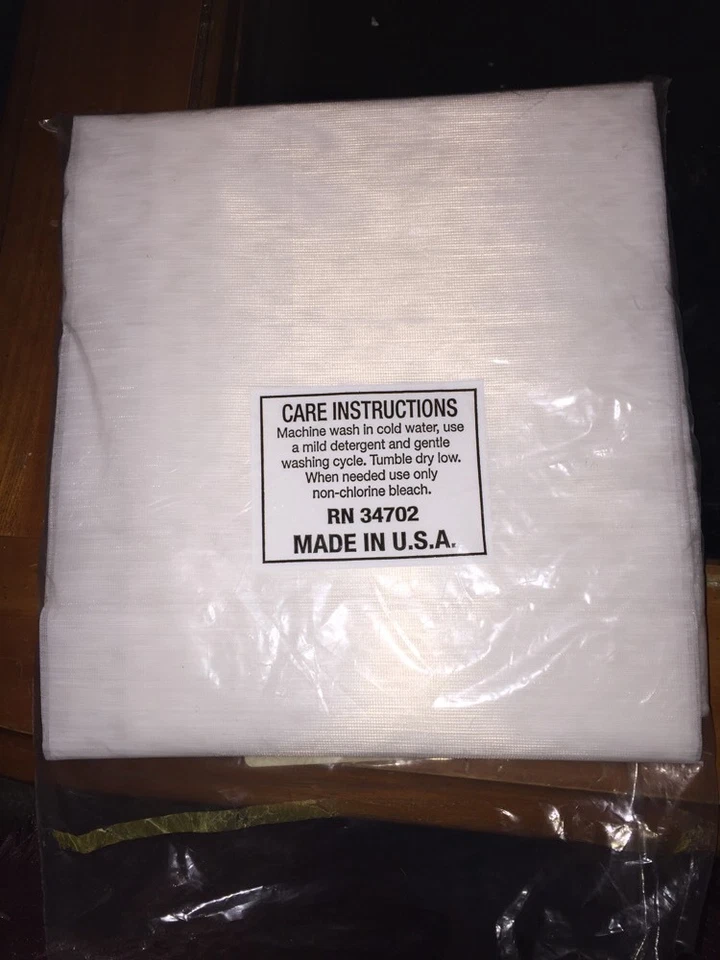 CARE INSTRUCTIONS
Machine wash in cold water, use
a mild detergent and gentle
washing cycle. Tumble dry low.
When needed use only
non-chlorine bleach.
RN 34702
MADE IN U.S.A.